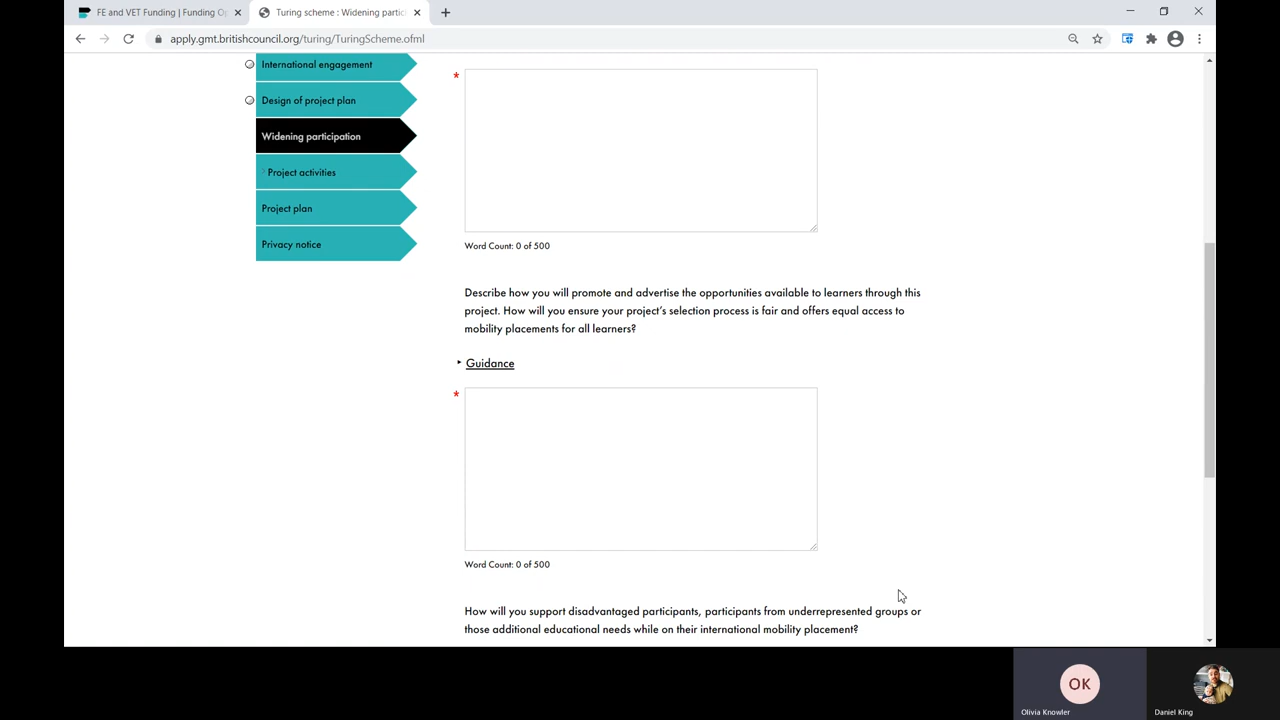 FE and VET Funding | Funding Op
Turing scheme : Widening partici
apply.gmt.britishcouncil.org/turing/TuringScheme.ofml
International engagement
Design of project plan
Widening participation
Project activities
Project plan
Privacy notice
*
Word Count: 0 of 500
Describe how you will promote and advertise the opportunities available to learners through this
project. How will you ensure your project's selection process is fair and offers equal access to
mobility placements for all learners?
Guidance
*
Word Count: 0 of 500
How will you support disadvantaged participants, participants from underrepresented groups or
those additional educational needs while on their international mobility placement?
OK
Olivia Knowler
Daniel King